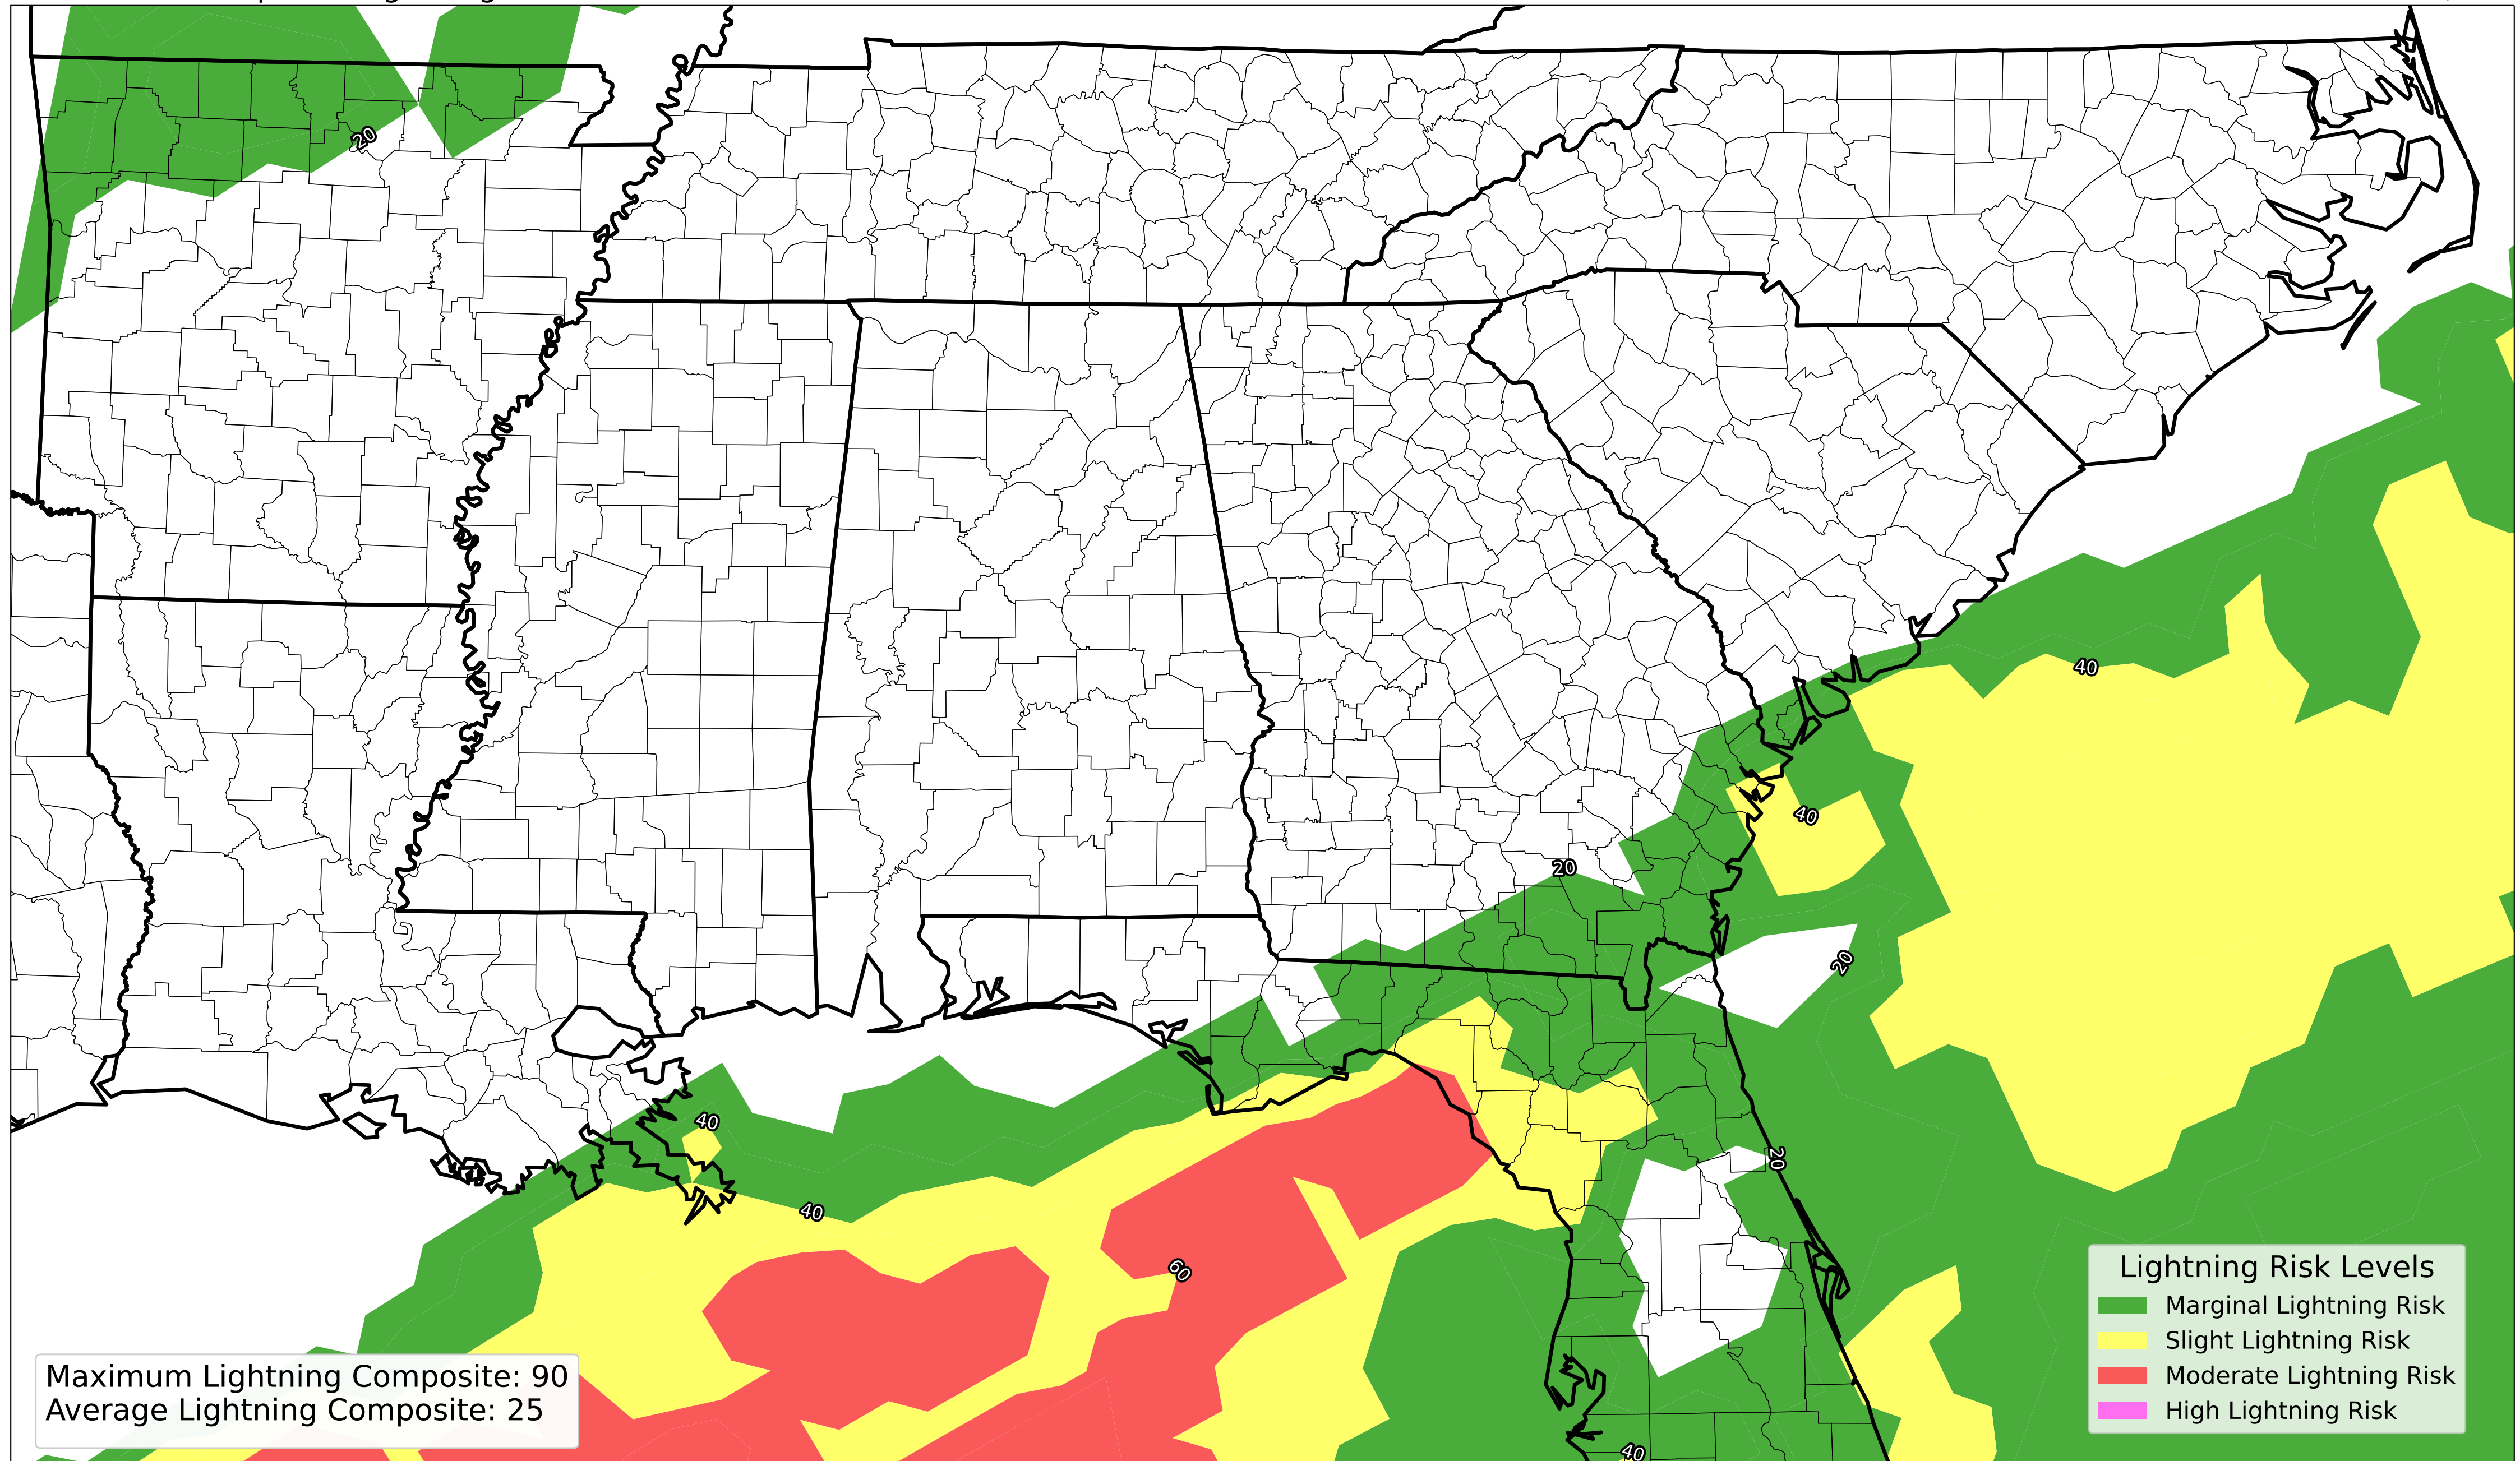 20
40
40
20
20
40
40
20
60
Maximum Lightning Composite: 90
Average Lightning Composite: 25
Lightning Risk Levels
Marginal Lightning Risk
Slight Lightning Risk
Moderate Lightning Risk
High Lightning Risk
40